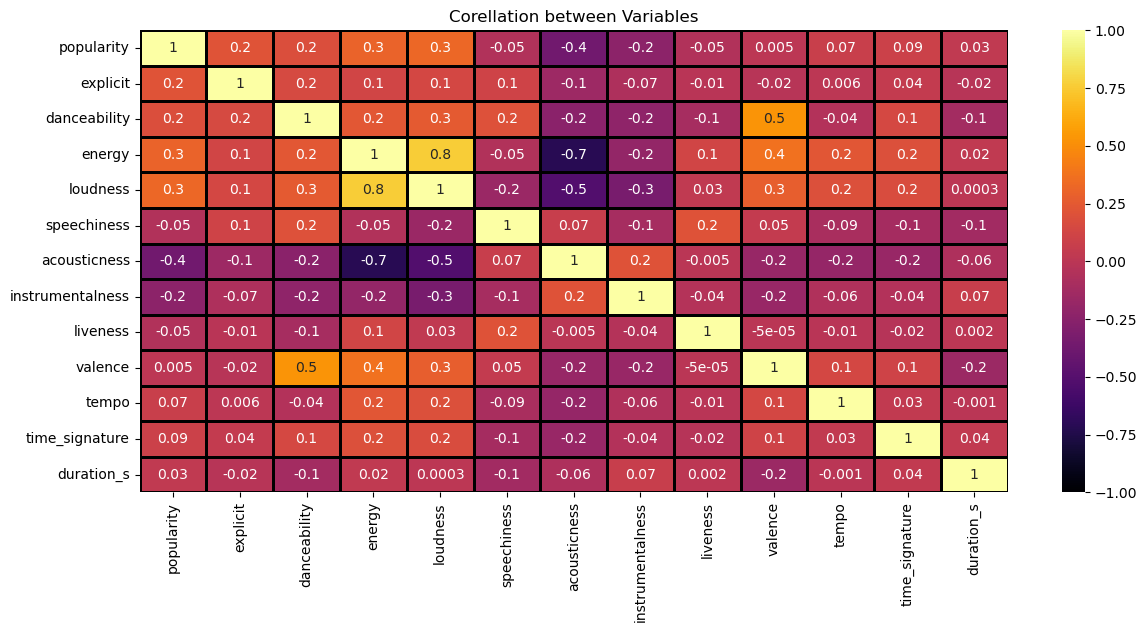 Corellation between Variables
popularity 1 0.2 0.2 0.3 0.3 -0.05 -0.4 -0.2 -0.05 0.005 0.07 0.09 0.03
explicit 0.2 1 0.2 0.1 0.1 0.1 -0.1 -0.07 -0.01 -0.02 0.006 0.04 -0.02
danceability 0.2 0.2 1 0.2 0.3 0.2 -0.2 -0.2 -0.1 0.5 -0.04 0.1 -0.1
energy 0.3 0.1 0.2 1 0.8 -0.05 -0.7 -0.2 0.1 0.4 0.2 0.2 0.02
loudness 0.3 0.1 0.3 0.8 1 -0.2 -0.5 -0.3 0.03 0.3 0.2 0.2 0.0003
speechiness -0.05 0.1 0.2 -0.05 -0.2 1 0.07 -0.1 0.2 0.05 -0.09 -0.1 -0.1
acousticness -0.4 -0.1 -0.2 -0.7 -0.5 0.07 1 0.2 -0.005 -0.2 -0.2 -0.2 -0.06
instrumentalness -0.2 -0.07 -0.2 -0.2 -0.3 -0.1 0.2 1 -0.04 -0.2 -0.06 -0.04 0.07
liveness -0.05 -0.01 -0.1 0.1 0.03 0.2 -0.005 -0.04 1 -5e-05 -0.01 -0.02 0.002
valence 0.005 -0.02 0.5 0.4 0.3 0.05 -0.2 -0.2 -5e-05 1 0.1 0.1 -0.2
tempo 0.07 0.006 -0.04 0.2 0.2 -0.09 -0.2 -0.06 -0.01 0.1 1 0.03 -0.001
time_signature 0.09 0.04 0.1 0.2 0.2 -0.1 -0.2 -0.04 -0.02 0.1 0.03 1 0.04
duration_s 0.03 -0.02 -0.1 0.02 0.0003 -0.1 -0.06 0.07 0.002 -0.2 -0.001 0.04 1
popularity
explicit
danceability
energy
loudness
speechiness
acousticness
instrumentalness
liveness
valence
tempo
time_signature
duration_s
1.00
0.75
0.50
0.25
0.00
−0.25
−0.50
−0.75
−1.00